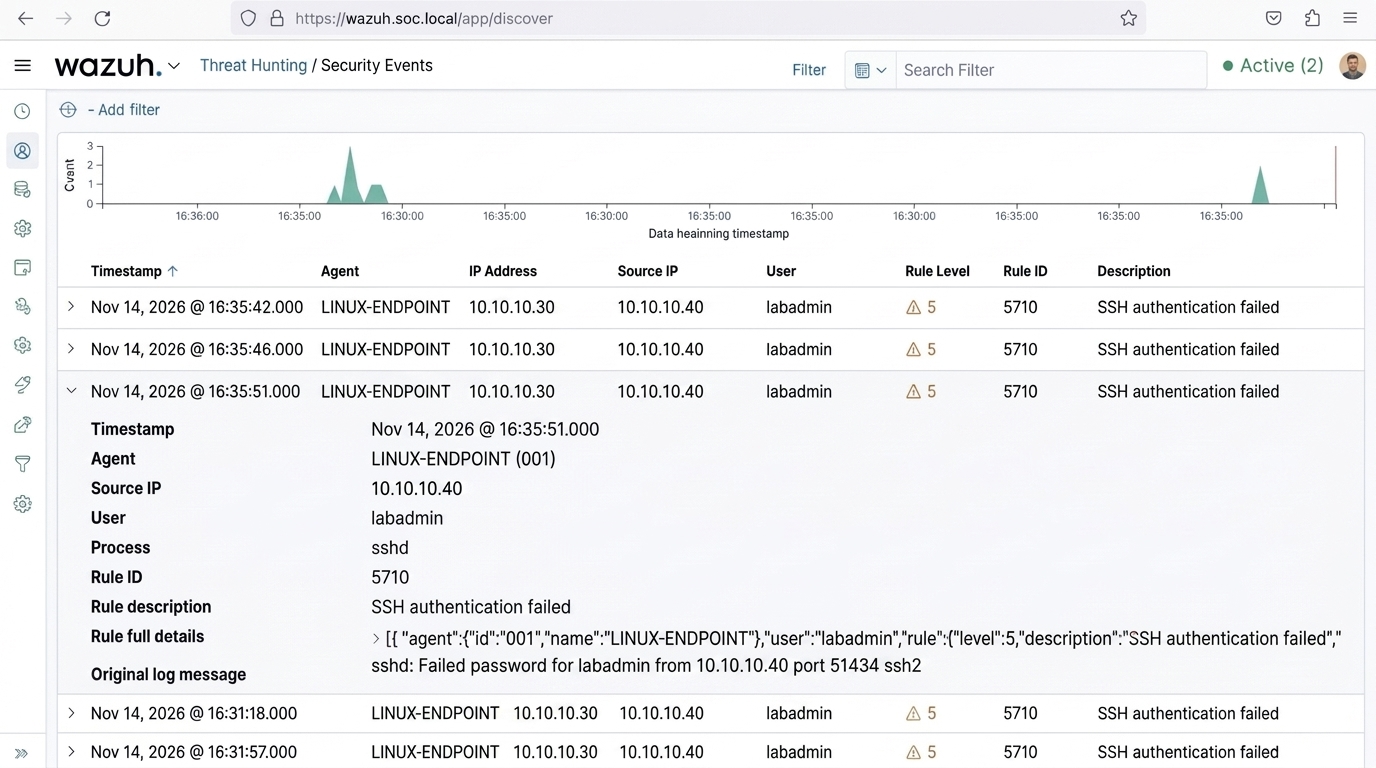 https://wazuh.soc.local/app/discover
wazuh. Threat Hunting / Security Events Filter Search Filter Active (2)
- Add filter
3
2
1
0
Cvant
16:36:00 16:35:00 16:30:00 16:35:00 16:30:00 16:35:00 16:35:00 16:30:00 16:35:00 16:35:00 16:35:00
Data heainning timestamp
Timestamp ↑ Agent IP Address Source IP User Rule Level Rule ID Description
Nov 14, 2026 @ 16:35:42.000 LINUX-ENDPOINT 10.10.10.30 10.10.10.40 labadmin 5 5710 SSH authentication failed
Nov 14, 2026 @ 16:35:46.000 LINUX-ENDPOINT 10.10.10.30 10.10.10.40 labadmin 5 5710 SSH authentication failed
Nov 14, 2026 @ 16:35:51.000 LINUX-ENDPOINT 10.10.10.30 10.10.10.40 labadmin 5 5710 SSH authentication failed
Timestamp Nov 14, 2026 @ 16:35:51.000
Agent LINUX-ENDPOINT (001)
Source IP 10.10.10.40
User labadmin
Process sshd
Rule ID 5710
Rule description SSH authentication failed
Rule full details > [{ "agent":{"id":"001","name":"LINUX-ENDPOINT"},"user":"labadmin","rule":{"level":5,"description":"SSH authentication failed","
Original log message sshd: Failed password for labadmin from 10.10.10.40 port 51434 ssh2
Nov 14, 2026 @ 16:31:18.000 LINUX-ENDPOINT 10.10.10.30 10.10.10.40 labadmin 5 5710 SSH authentication failed
Nov 14, 2026 @ 16:31:57.000 LINUX-ENDPOINT 10.10.10.30 10.10.10.40 labadmin 5 5710 SSH authentication failed